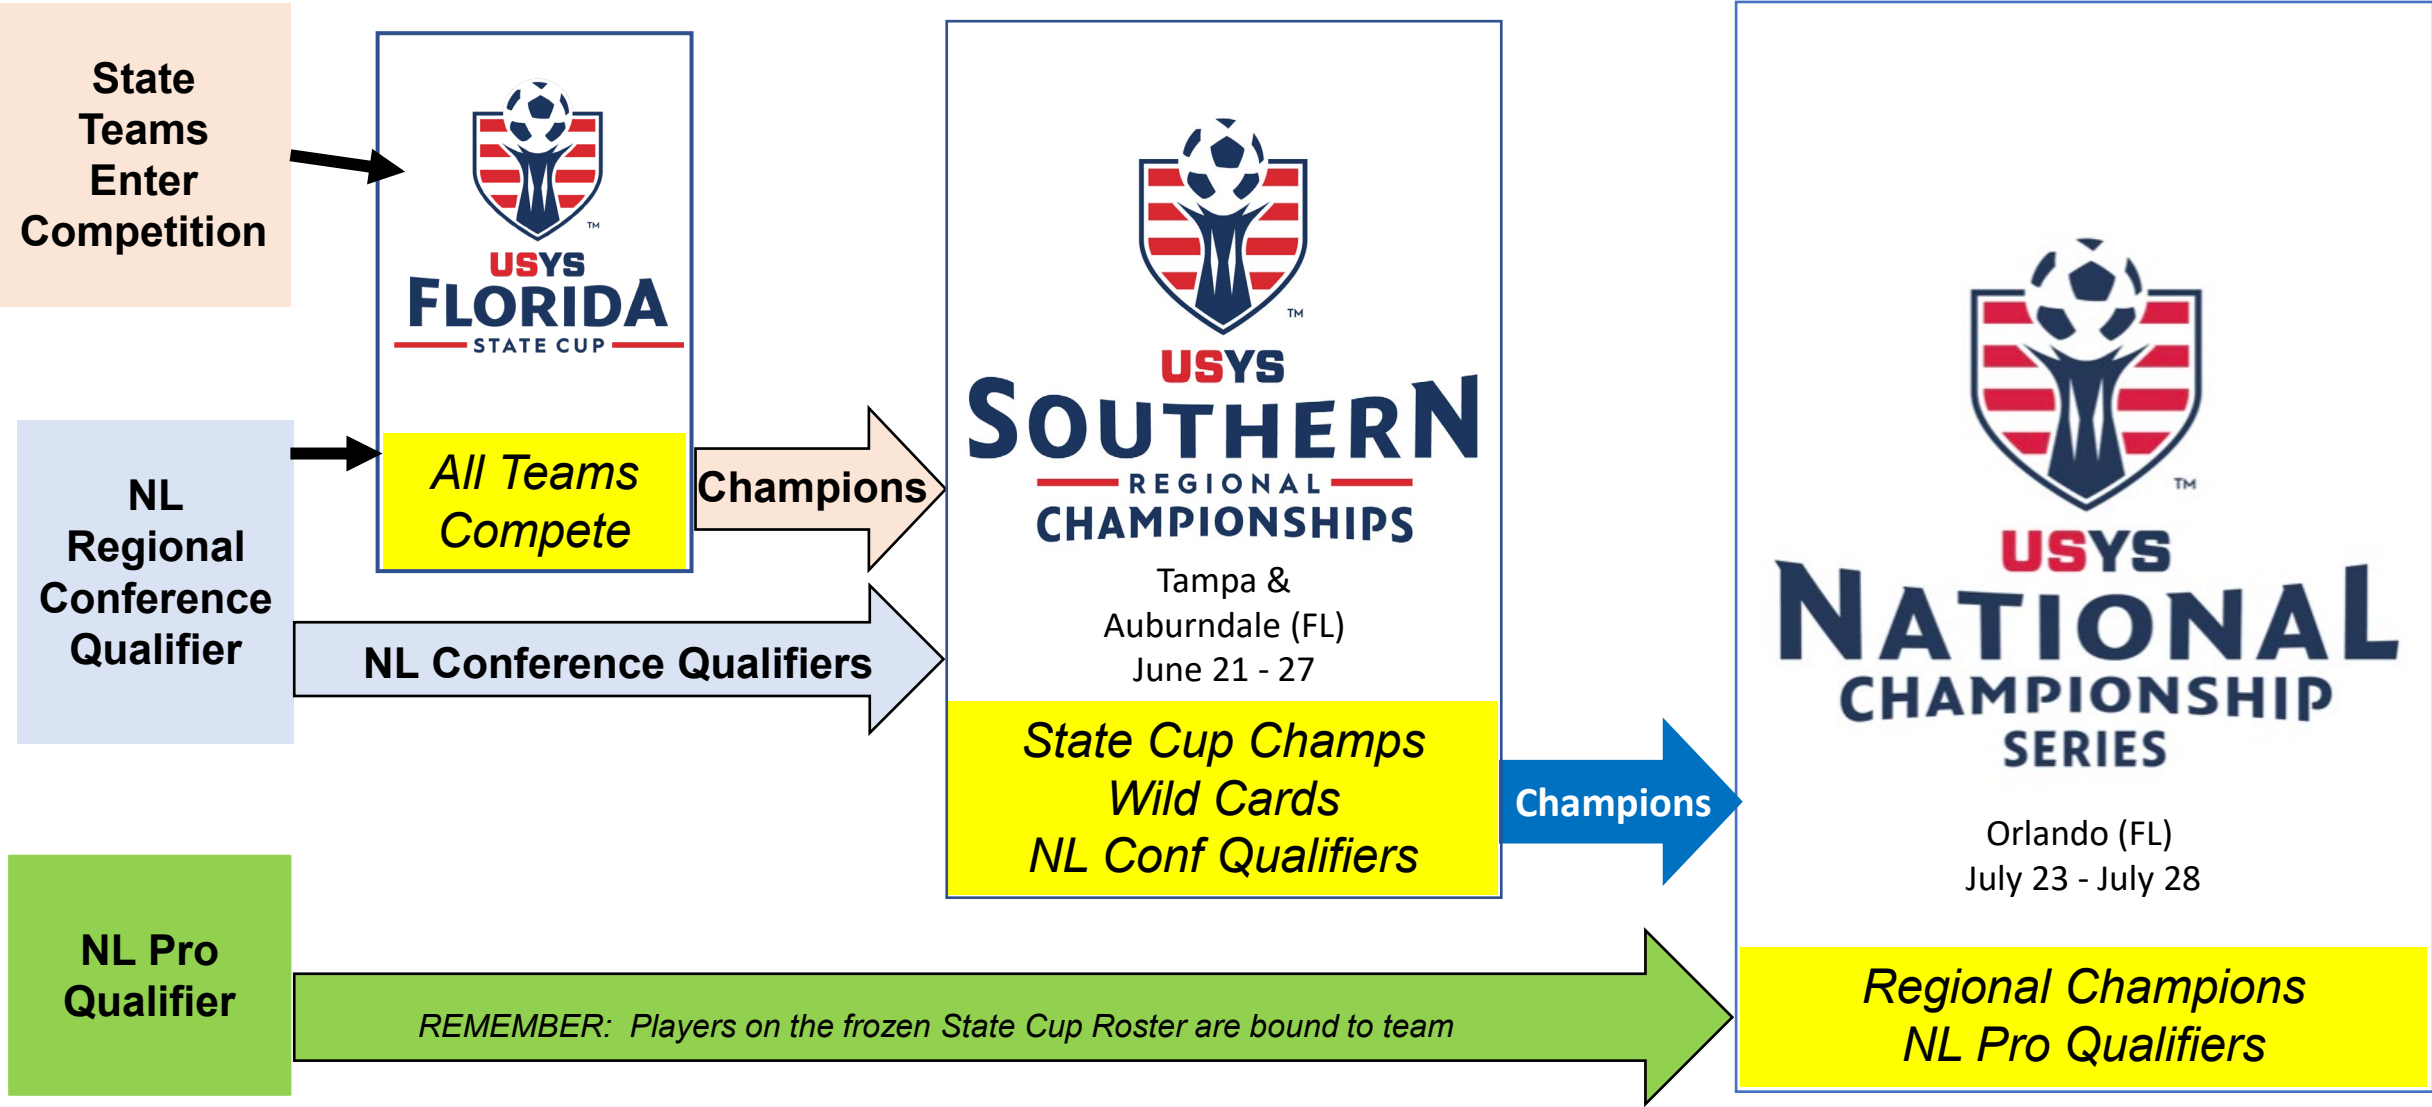 State
Teams
Enter
Competition
™
USYS
FLORIDA
STATE CUP
All Teams
Compete
NL
Regional
Conference
Qualifier
Champions
NL Conference Qualifiers
™
USYS
SOUTHERN
REGIONAL
CHAMPIONSHIPS
Tampa &
Auburndale (FL)
June 21 - 27
State Cup Champs
Wild Cards
NL Conf Qualifiers
Champions
™
USYS
NATIONAL
CHAMPIONSHIP
SERIES
Orlando (FL)
July 23 - July 28
Regional Champions
NL Pro Qualifiers
NL Pro
Qualifier
REMEMBER: Players on the frozen State Cup Roster are bound to team